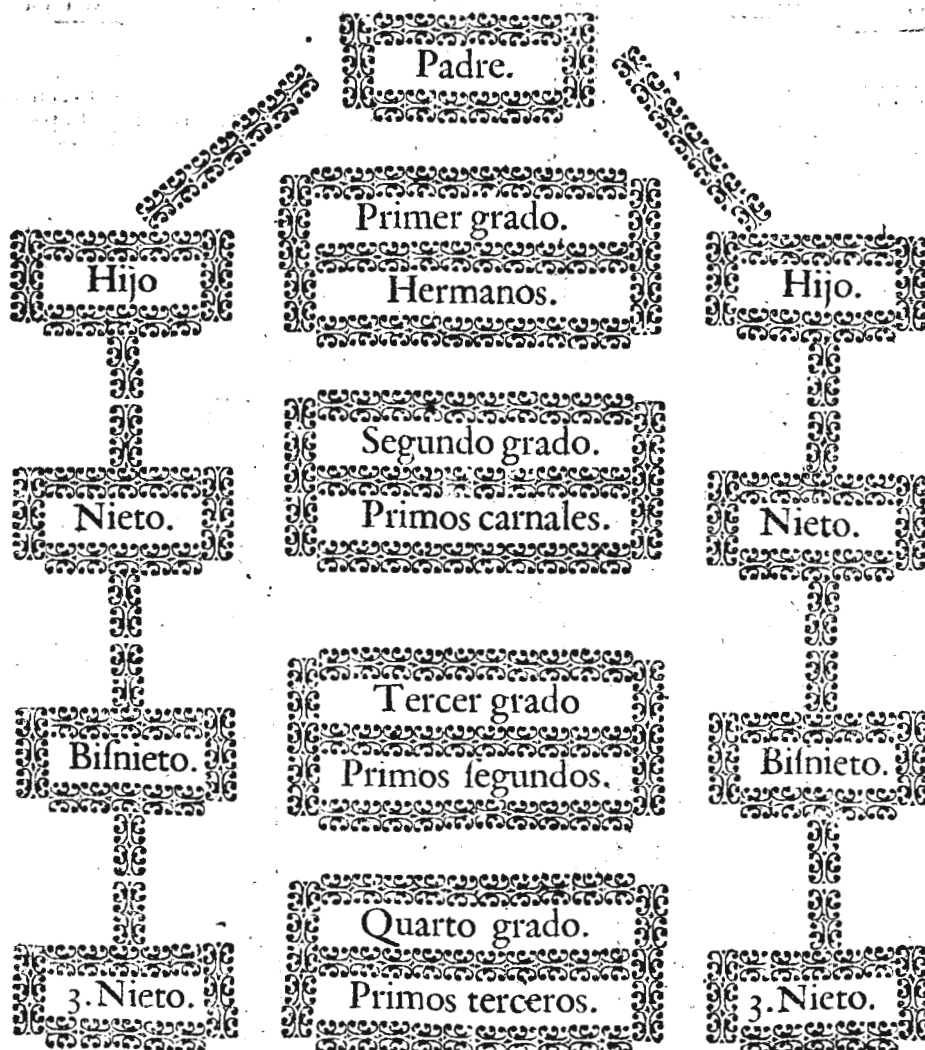 Padre.
Primer grado.
Hijo
Hermanos.
Hijo.
Segundo grado.
Nieto.
Primos carnales.
Nieto.
Tercer grado
Biſnieto.
Primos ſegundos.
Biſnieto.
Quarto grado.
3.Nieto.
Primos terceros.
3.Nieto.